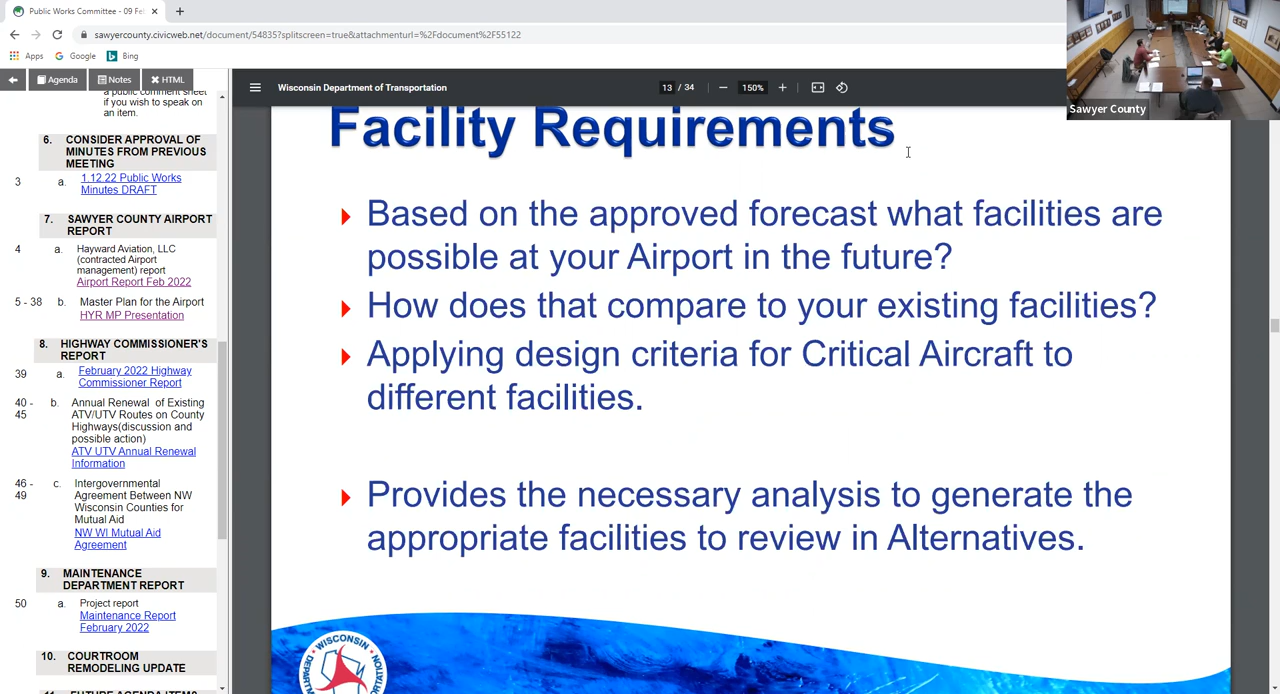 Public Works Committee - 09 Fe
sawyercounty.civicweb.net/document/54835?splitscreen=true&attachmenturl=%2Fdocument%2F55122
Apps
Google
Bing
Agenda
Notes
HTML
Wisconsin Department of Transportation
13 / 34
150%
Sawyer County
a public comment sheet
if you wish to speak on
an item.
6. CONSIDER APPROVAL OF
MINUTES FROM PREVIOUS
MEETING
3 a. 1.12.22 Public Works
Minutes DRAFT
7. SAWYER COUNTY AIRPORT
REPORT
4 a. Hayward Aviation, LLC
(contracted Airport
management) report
Airport Report Feb 2022
5 - 38 b. Master Plan for the Airport
HYR MP Presentation
8. HIGHWAY COMMISSIONER'S
REPORT
39 a. February 2022 Highway
Commissioner Report
40 - b. Annual Renewal of Existing
45 ATV/UTV Routes on County
Highways(discussion and
possible action)
ATV UTV Annual Renewal
Information
46 - c. Intergovernmental
49 Agreement Between NW
Wisconsin Counties for
Mutual Aid
NW WI Mutual Aid
Agreement
9. MAINTENANCE
DEPARTMENT REPORT
50 a. Project report
Maintenance Report
February 2022
10. COURTROOM
REMODELING UPDATE
11. FUTURE AGENDA ITEMS
Facility Requirements
Based on the approved forecast what facilities are
possible at your Airport in the future?
How does that compare to your existing facilities?
Applying design criteria for Critical Aircraft to
different facilities.
Provides the necessary analysis to generate the
appropriate facilities to review in Alternatives.
WISCONSIN